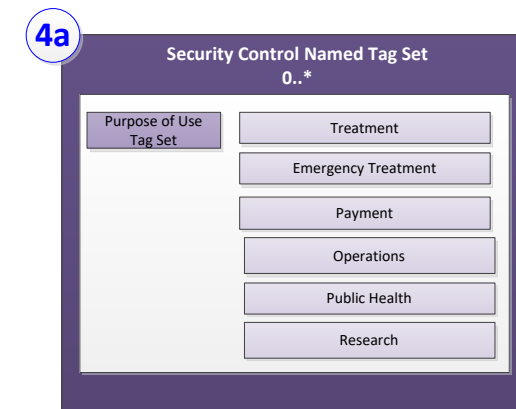 4a
Security Control Named Tag Set
0..*
Purpose of Use
Tag Set
Treatment
Emergency Treatment
Payment
Operations
Public Health
Research